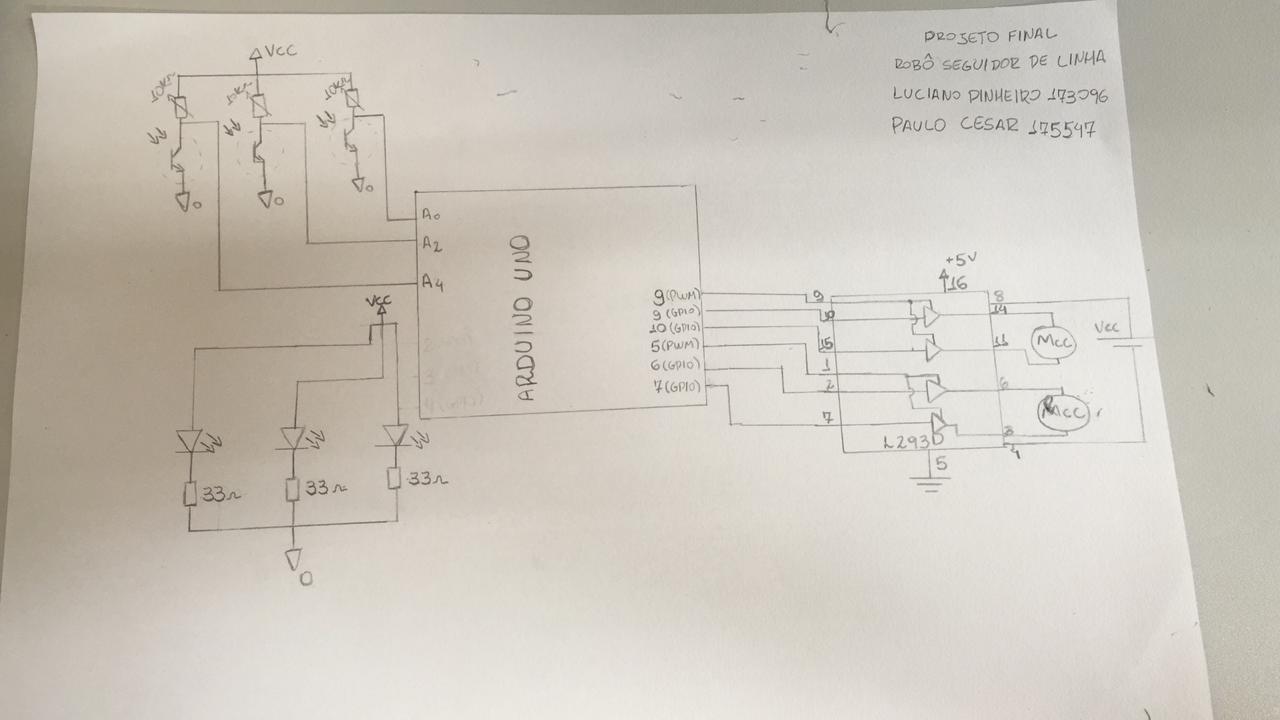 PROJETO FINAL
ROBÔ SEGUIDOR DE LINHA
LUCIANO PINHEIRO 173096
PAULO CESAR 175547
VCC
10KΩ
10KΩ
10KΩ
0
0
0
A0
A2
A4
ARDUINO UNO
9(PWM)
9(GPIO)
10(GPIO)
5(PWM)
6(GPIO)
7(GPIO)
9
10
15
1
2
7
+5V
16
8
14
11
6
3
4
MCC
MCC
VCC
L293D
5
VCC
33Ω
33Ω
33Ω
0